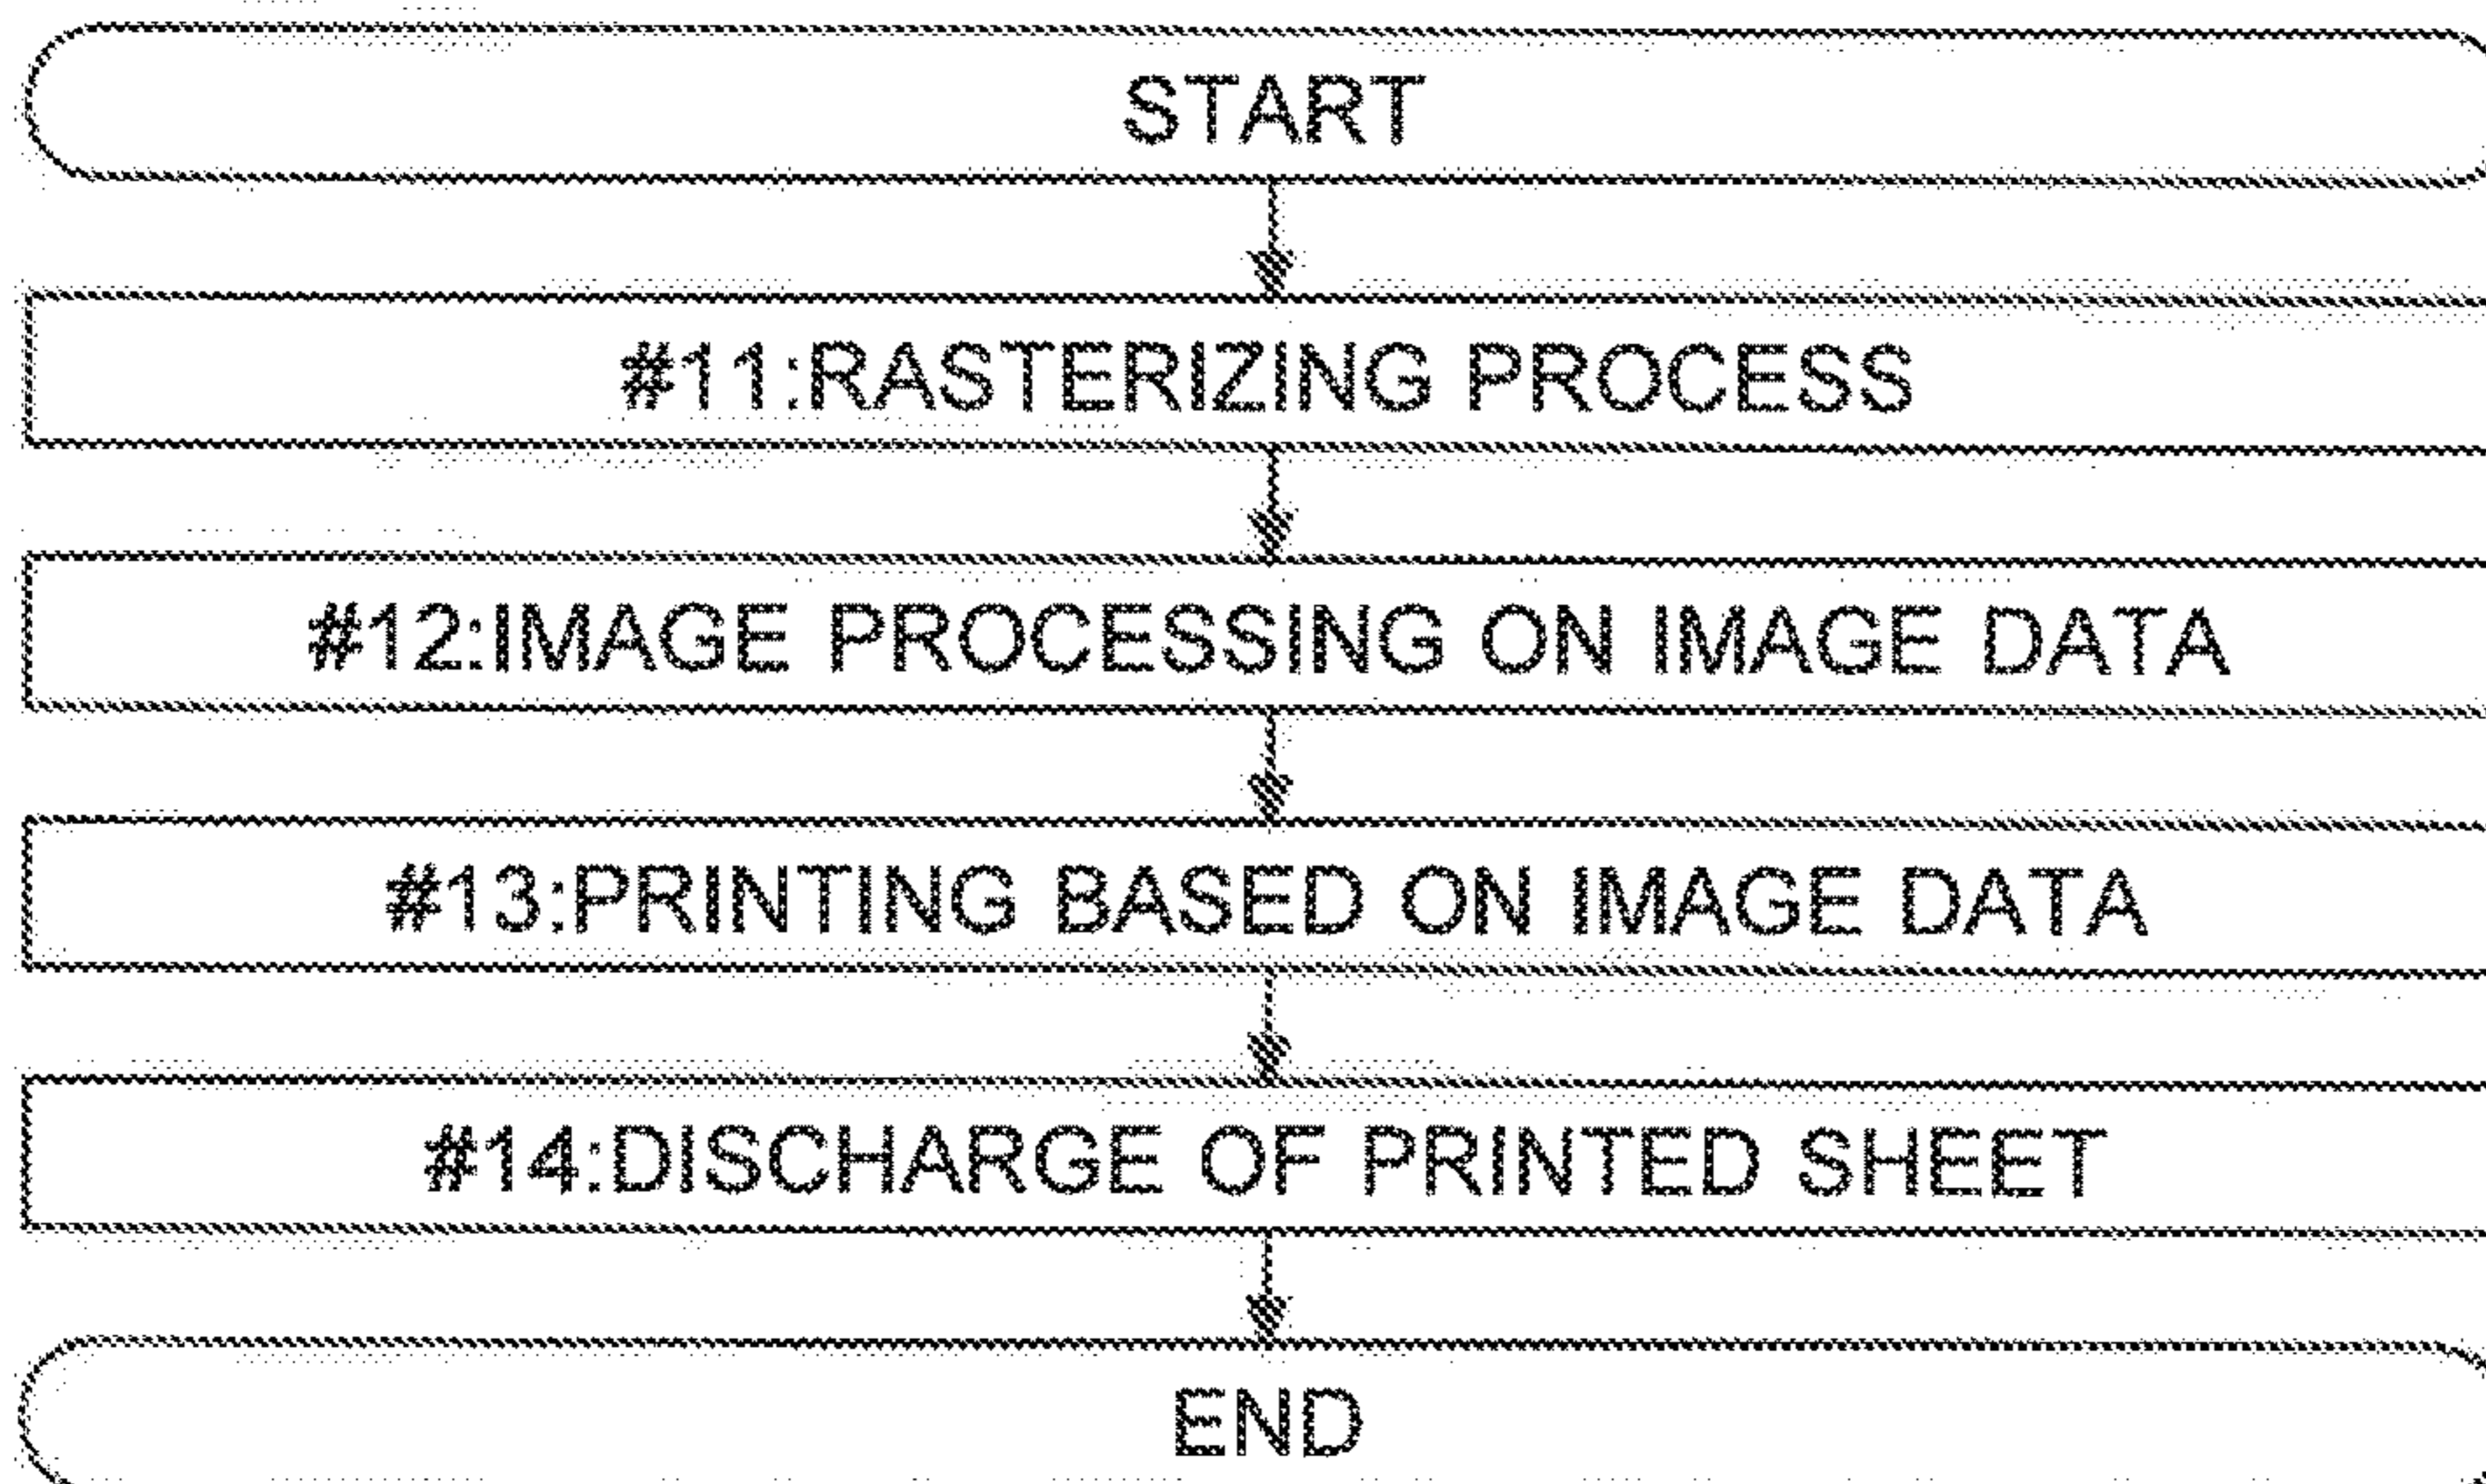 START
#11:RASTERIZING PROCESS
#12:IMAGE PROCESSING ON IMAGE DATA
#13:PRINTING BASED ON IMAGE DATA
#14:DISCHARGE OF PRINTED SHEET
END